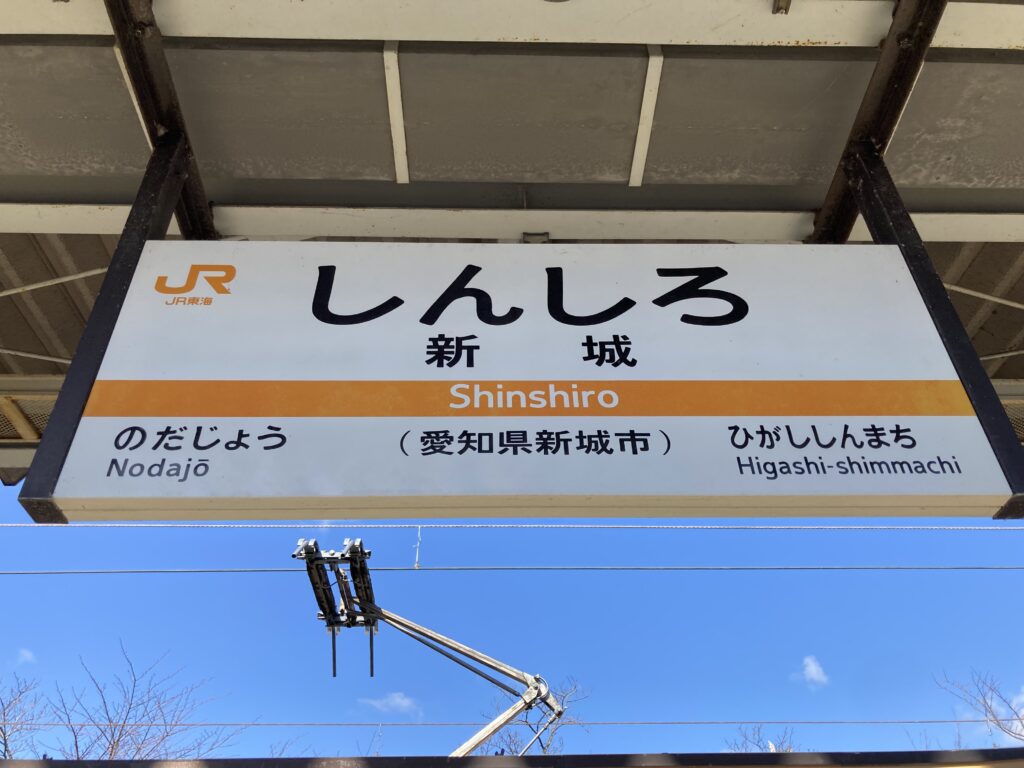 JR
JR東海
しんしろ
新城
Shinshiro
のだじょう
Nodajō
（愛知県新城市）
ひがししんまち
Higashi-shimmachi